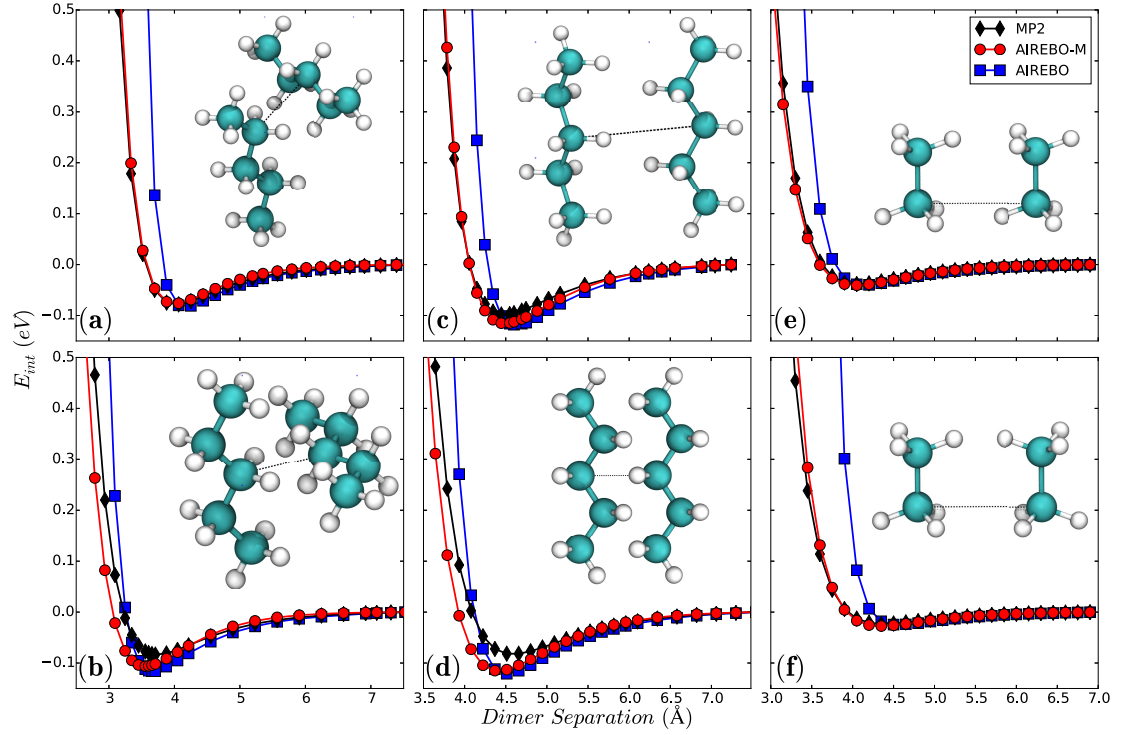 0.5
0.4
0.3
0.2
0.1
0.0
−0.1
(a)
(c)
(e)
MP2
AIREBO-M
AIREBO
E_int (eV)
0.5
0.4
0.3
0.2
0.1
0.0
−0.1
(b)
(d)
(f)
3 4 5 6 7
3.5 4.0 4.5 5.0 5.5 6.0 6.5 7.0
3.0 3.5 4.0 4.5 5.0 5.5 6.0 6.5 7.0
Dimer Separation (Å)